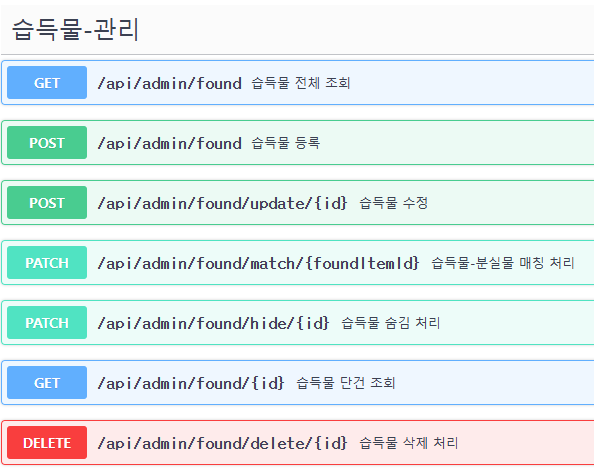 습득물-관리
GET /api/admin/found 습득물 전체 조회
POST /api/admin/found 습득물 등록
POST /api/admin/found/update/{id} 습득물 수정
PATCH /api/admin/found/match/{foundItemId} 습득물-분실물 매칭 처리
PATCH /api/admin/found/hide/{id} 습득물 숨김 처리
GET /api/admin/found/{id} 습득물 단건 조회
DELETE /api/admin/found/delete/{id} 습득물 삭제 처리